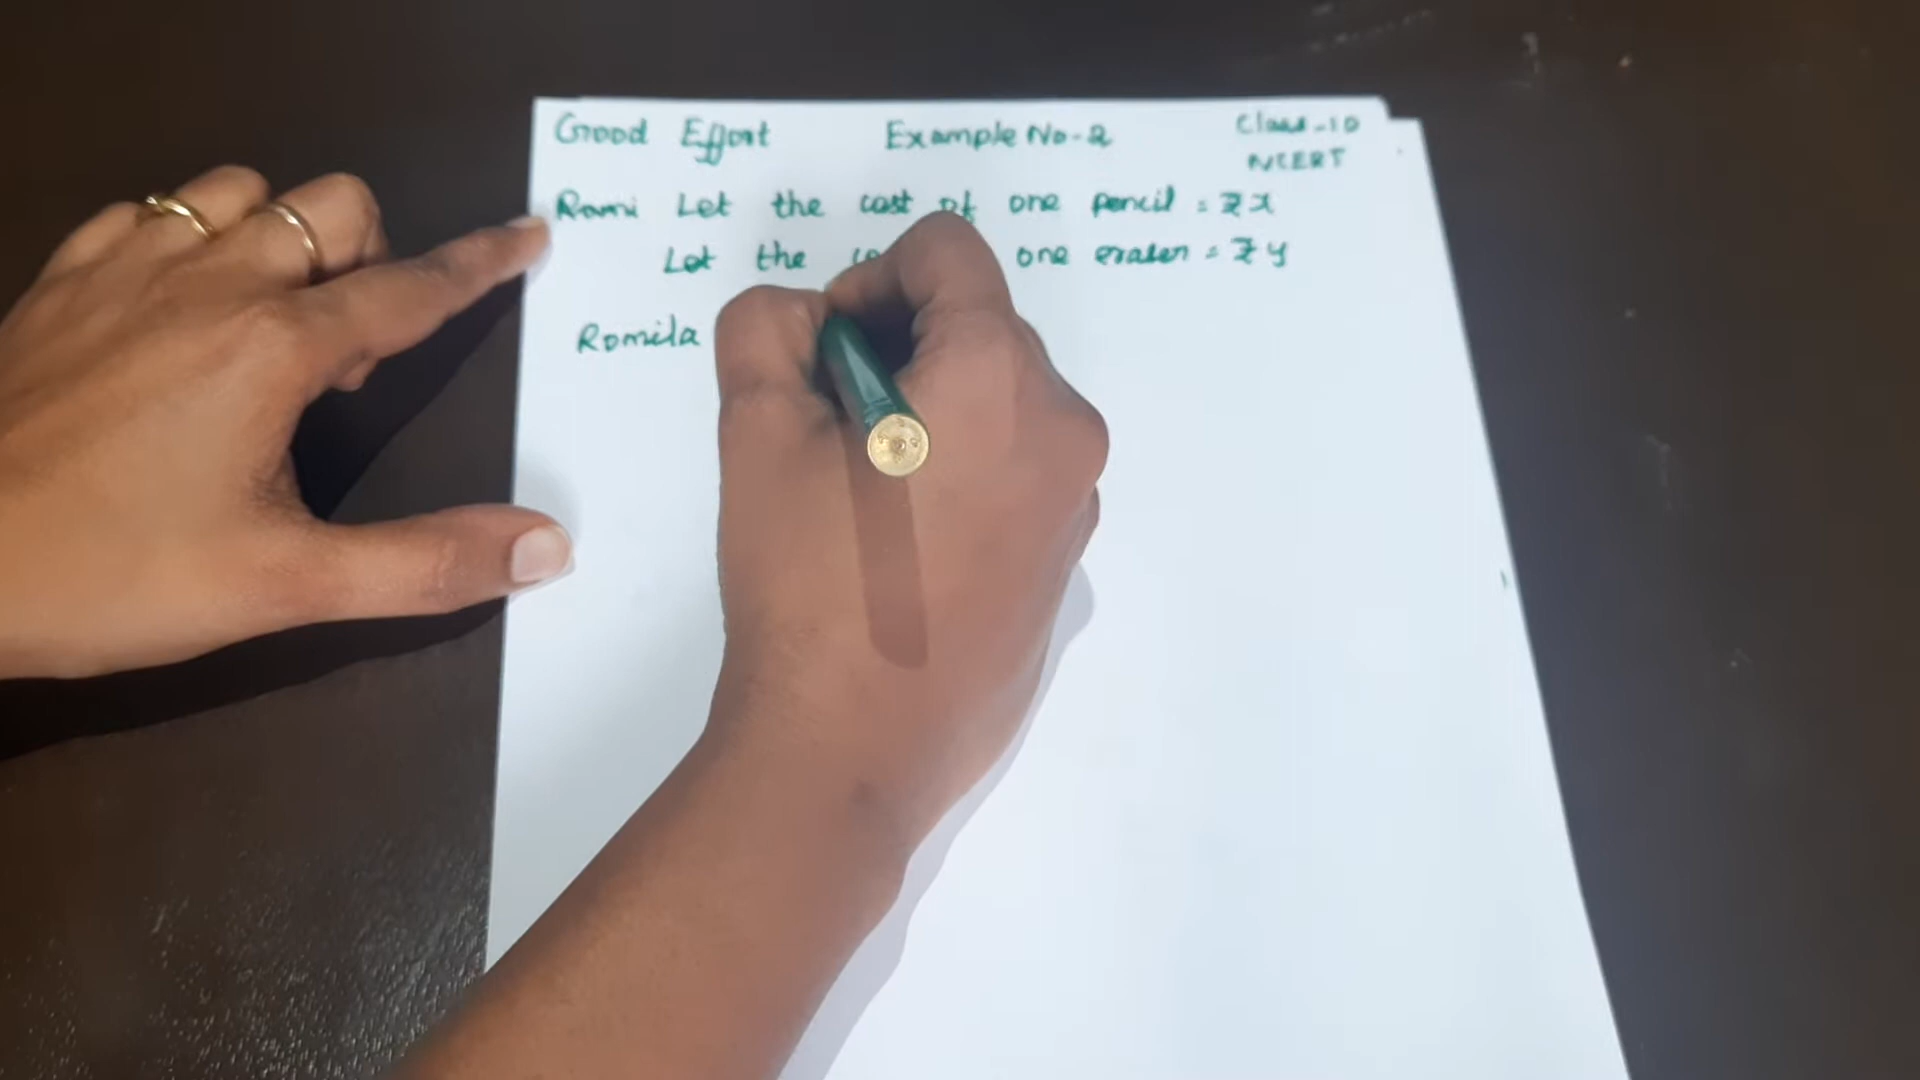 Good Effort Example No-2 Class-10
NCERT
Rami Let the cost of one pencil = ₹x
Let the one eraser = ₹y
Romila